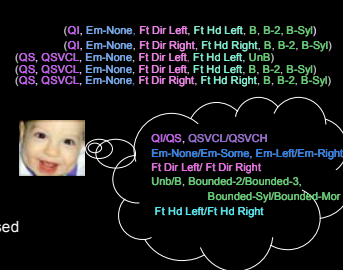 (QI, Em-None, Ft Dir Left, Ft Hd Left, B, B-2, B-Syl)
(QI, Em-None, Ft Dir Right, Ft Hd Right, B, B-2, B-Syl)
(QS, QSVCL, Em-None, Ft Dir Left, Ft Hd Left, UnB)
(QS, QSVCL, Em-None, Ft Dir Left, Ft Hd Left, B, B-2, B-Syl)
(QS, QSVCL, Em-None, Ft Dir Right, Ft Hd Right, B, B-2, B-Syl)
QI/QS, QSVCL/QSVCH
Em-None/Em-Some, Em-Left/Em-Right
Ft Dir Left/ Ft Dir Right
Unb/B, Bounded-2/Bounded-3,
Bounded-Syl/Bounded-Mor
Ft Hd Left/Ft Hd Right
sed